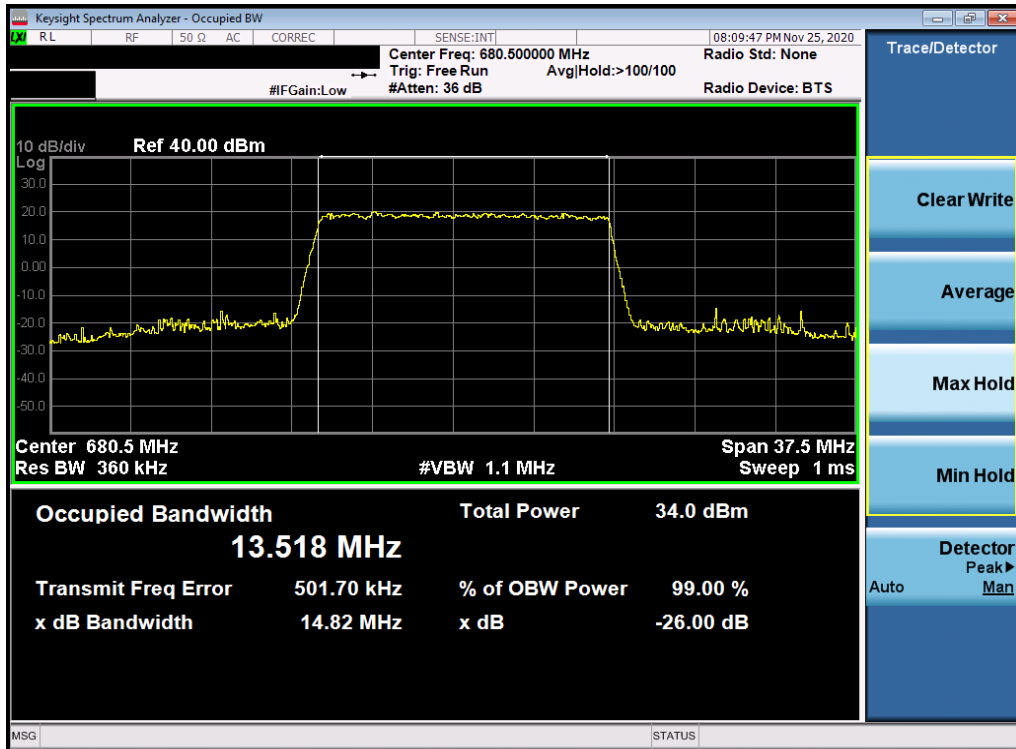 Keysight Spectrum Analyzer - Occupied BW
LXI RL RF 50 Ω AC CORREC SENSE:INT 08:09:47 PM Nov 25, 2020
Center Freq: 680.500000 MHz Radio Std: None
Trig: Free Run Avg|Hold:>100/100
#IFGain:Low #Atten: 36 dB Radio Device: BTS
10 dB/div Ref 40.00 dBm
Log
30.0
20.0
10.0
0.00
-10.0
-20.0
-30.0
-40.0
-50.0
Center 680.5 MHz Span 37.5 MHz
Res BW 360 kHz #VBW 1.1 MHz Sweep 1 ms
Occupied Bandwidth Total Power 34.0 dBm
13.518 MHz
Transmit Freq Error 501.70 kHz % of OBW Power 99.00 %
x dB Bandwidth 14.82 MHz x dB -26.00 dB
MSG STATUS
Trace/Detector
Clear Write
Average
Max Hold
Min Hold
Detector
Peak▶
Auto Man